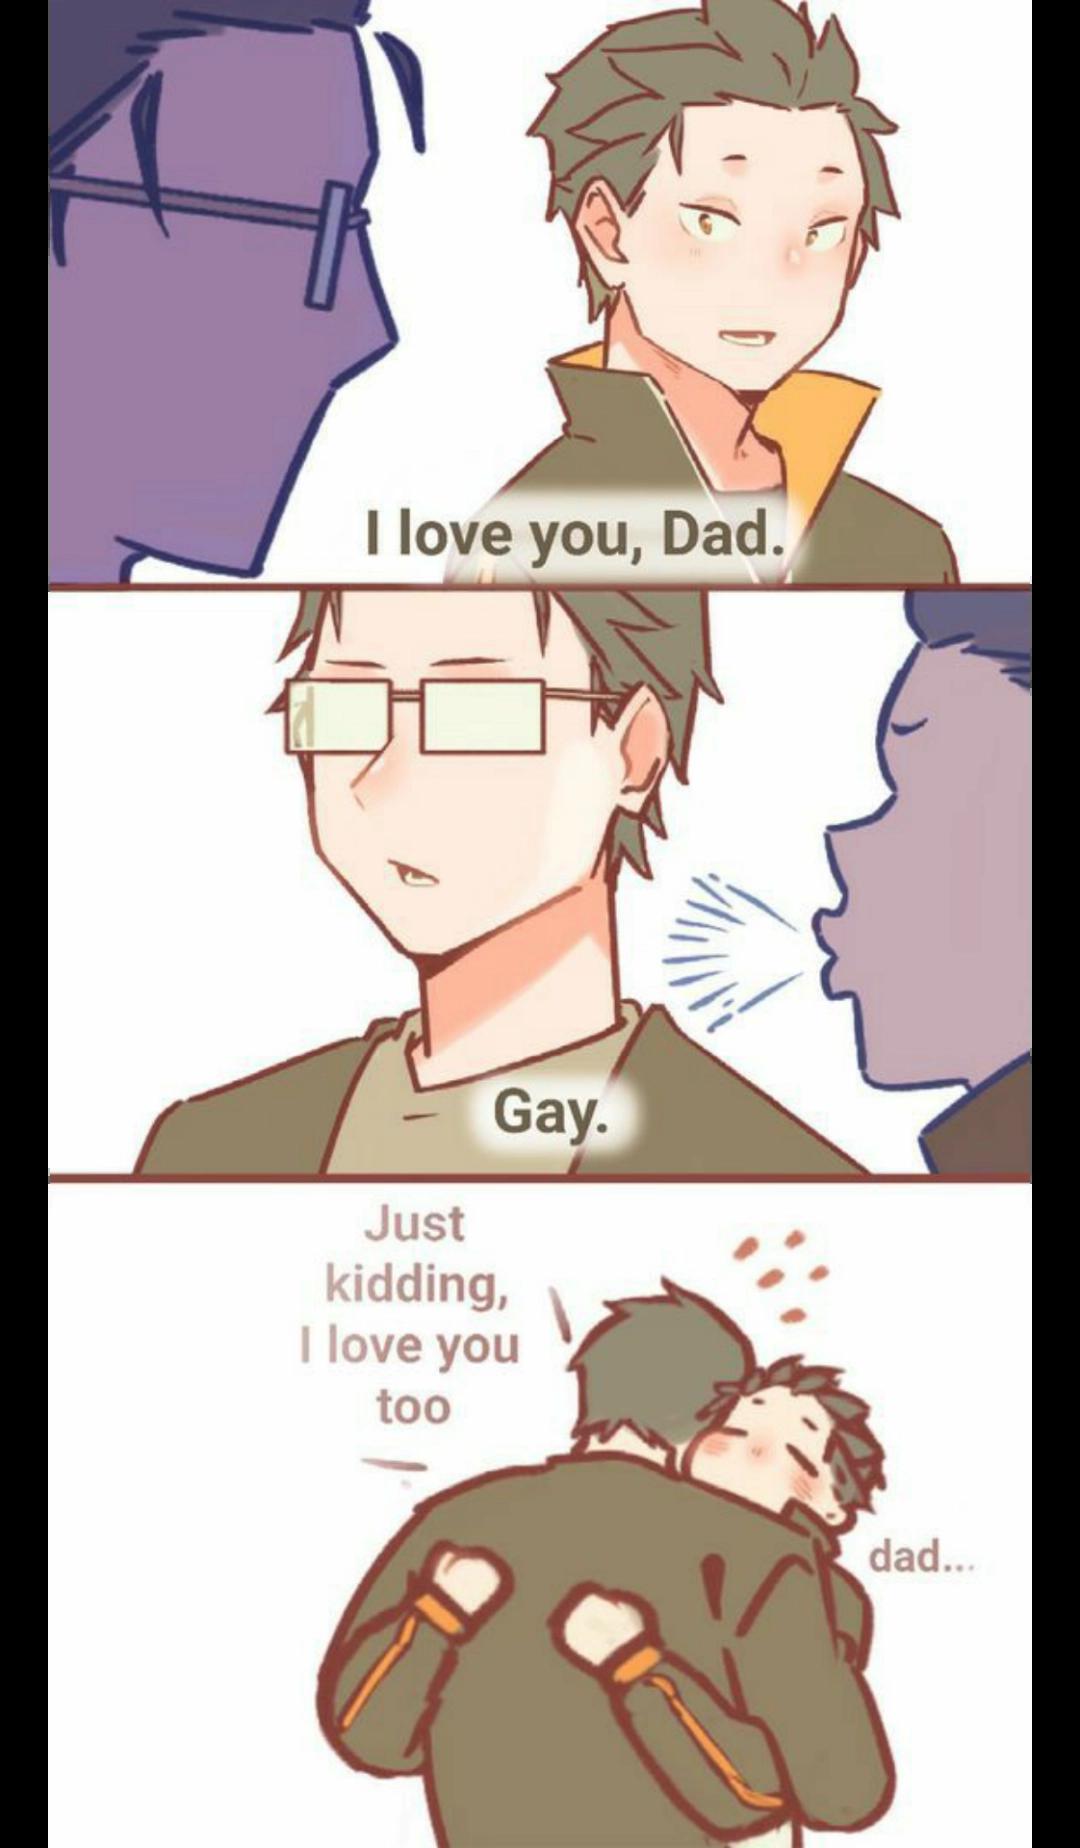 I love you, Dad.
Gay.
Just
kidding,
I love you
too
dad...